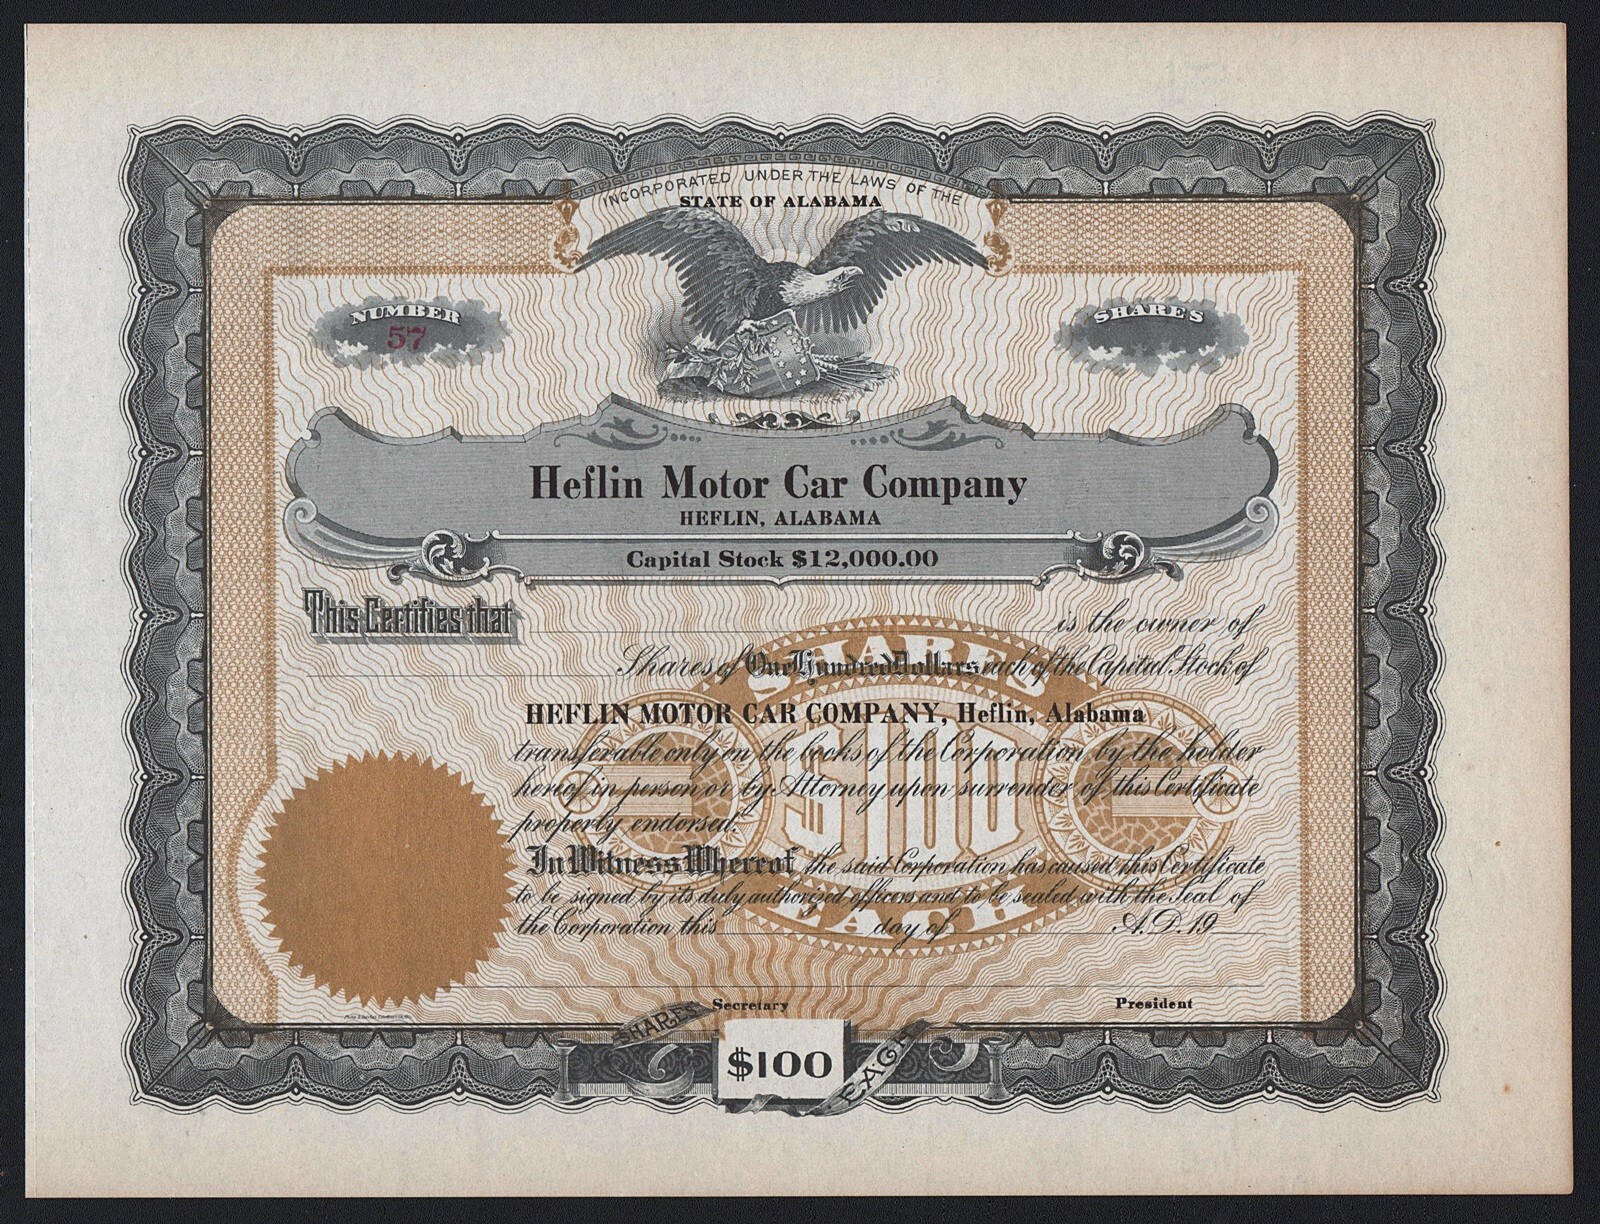 INCORPORATED UNDER THE LAWS OF THE
STATE OF ALABAMA
NUMBER
57
SHARES
Heflin Motor Car Company
HEFLIN, ALABAMA
Capital Stock $12,000.00
This Certifies that is the owner of
Shares of One Hundred Dollars each of the Capital Stock of
HEFLIN MOTOR CAR COMPANY, Heflin, Alabama
transferable only on the books of the Corporation by the holder
hereof in person or by Attorney upon surrender of this Certificate
properly endorsed.
In Witness Whereof the said Corporation has caused this Certificate
to be signed by its duly authorized officers and to be sealed with the Seal of
the Corporation this day of A.D. 19
SHARES
$100
EACH
Secretary
President
SHARES
$100
EACH